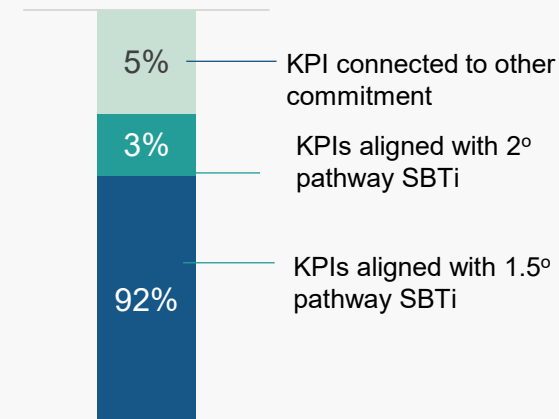 5%
KPI connected to other
commitment
3%
KPIs aligned with 2º
pathway SBTi
92%
KPIs aligned with 1.5º
pathway SBTi